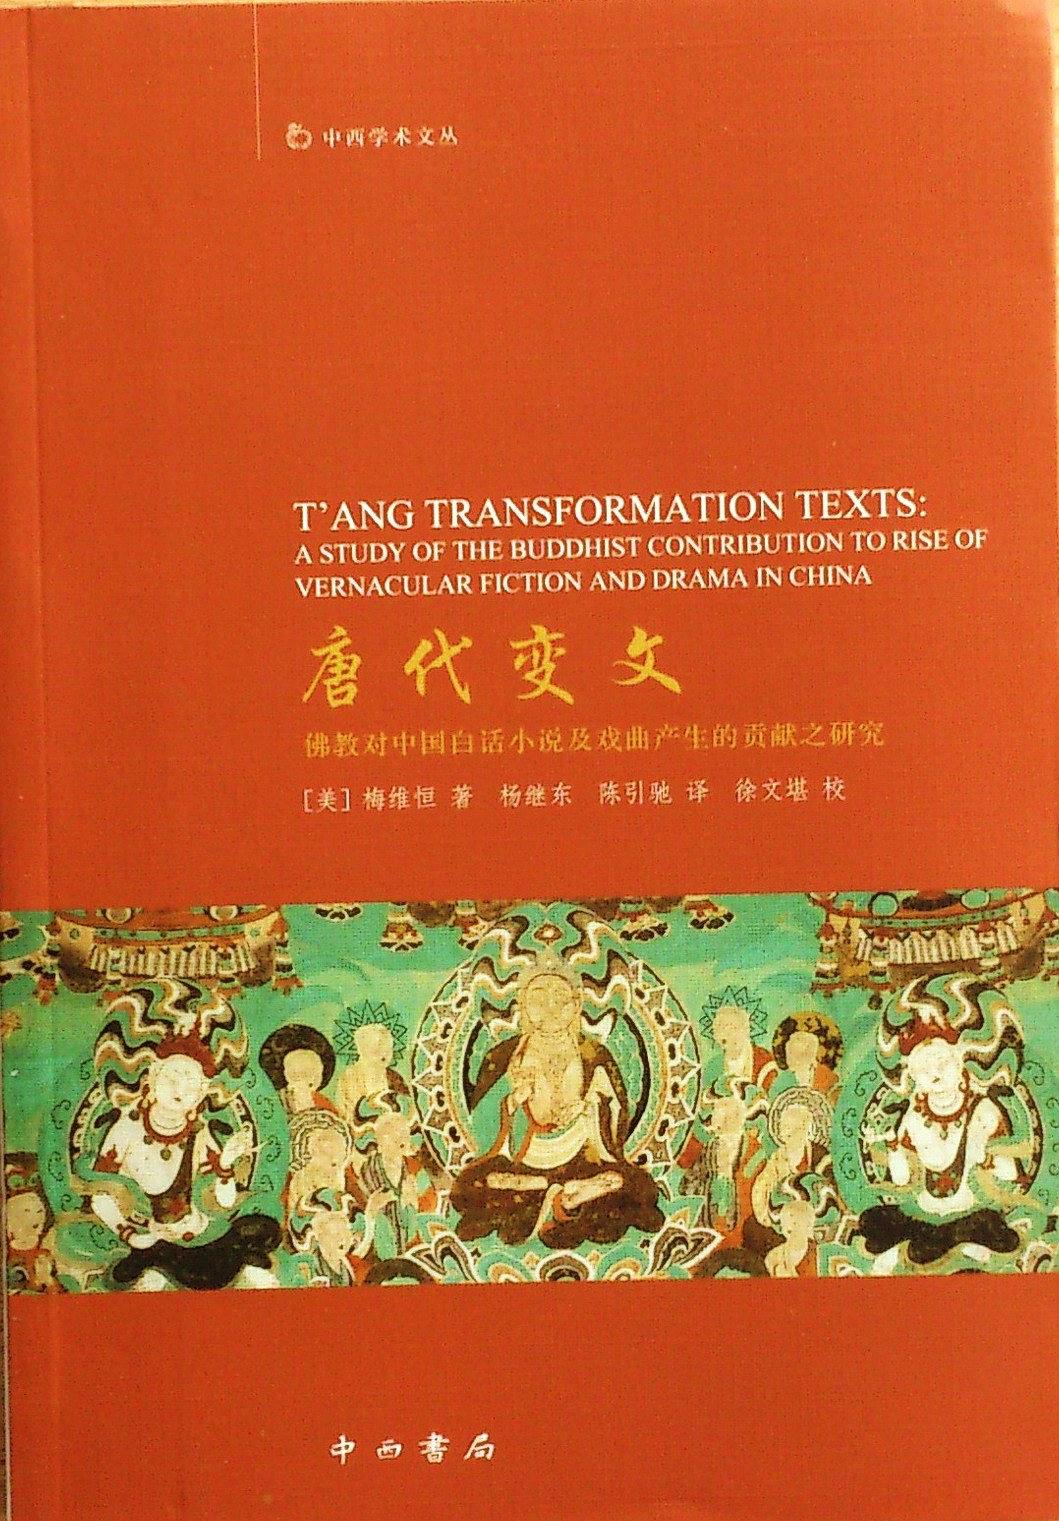 中西学术文丛
T'ANG TRANSFORMATION TEXTS:
A STUDY OF THE BUDDHIST CONTRIBUTION TO RISE OF
VERNACULAR FICTION AND DRAMA IN CHINA
唐代变文
佛教对中国白话小说及戏曲产生的贡献之研究
[美] 梅维恒 著 杨继东 陈引驰 译 徐文堪 校
中西書局